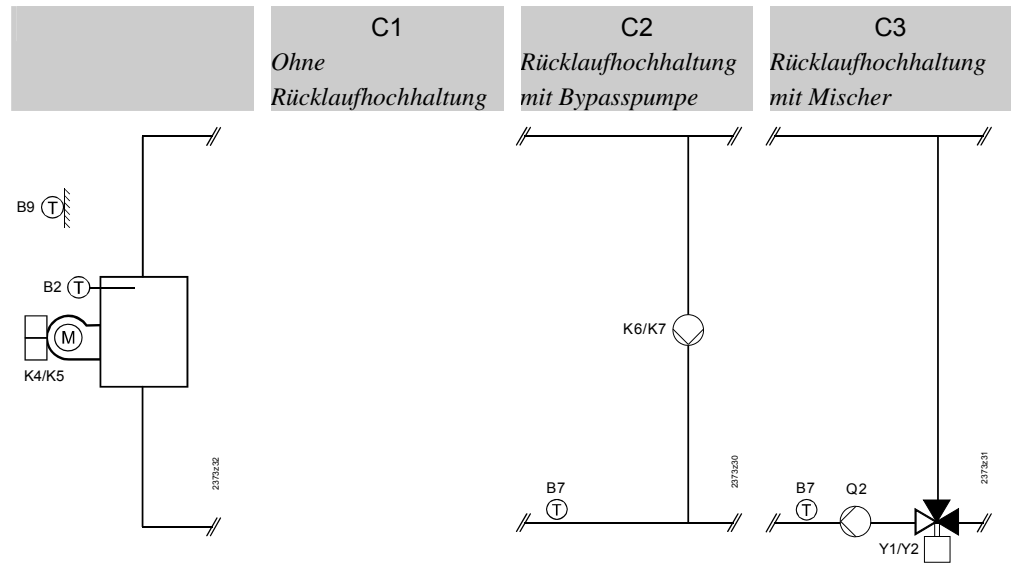 C1
Ohne
Rücklaufhochhaltung
C2
Rücklaufhochhaltung
mit Bypasspumpe
C3
Rücklaufhochhaltung
mit Mischer
B9 T
B2 T
M
K4/K5
2373z32
K6/K7
B7
T
2373z30
B7
T
Q2
Y1/Y2
2373z31